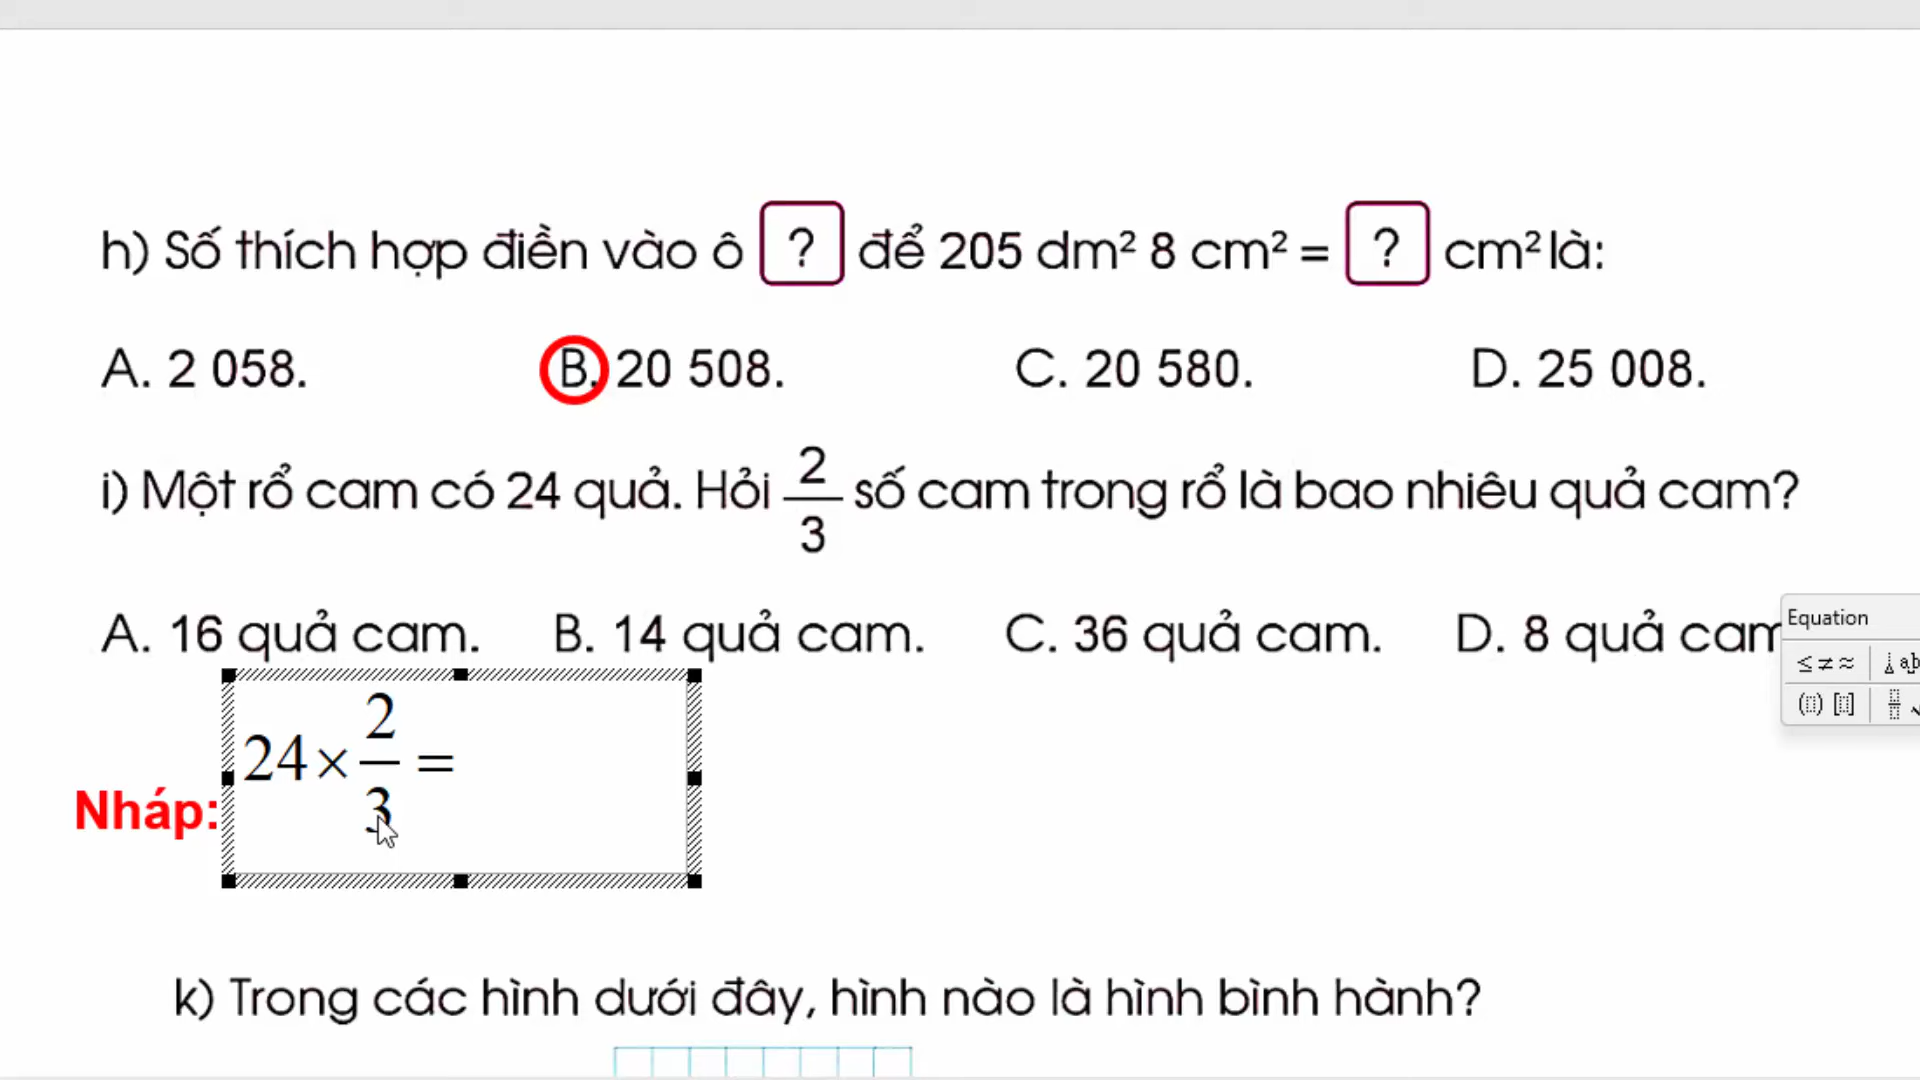 h) Số thích hợp điền vào ô ? để 205 dm² 8 cm² = ? cm² là:
A. 2 058. B. 20 508. C. 20 580. D. 25 008.
i) Một rổ cam có 24 quả. Hỏi 2/3 số cam trong rổ là bao nhiêu quả cam?
A. 16 quả cam. B. 14 quả cam. C. 36 quả cam. D. 8 quả cam
Equation
≤≠≈ ab
Nháp: 24 × 2/3 =
k) Trong các hình dưới đây, hình nào là hình bình hành?